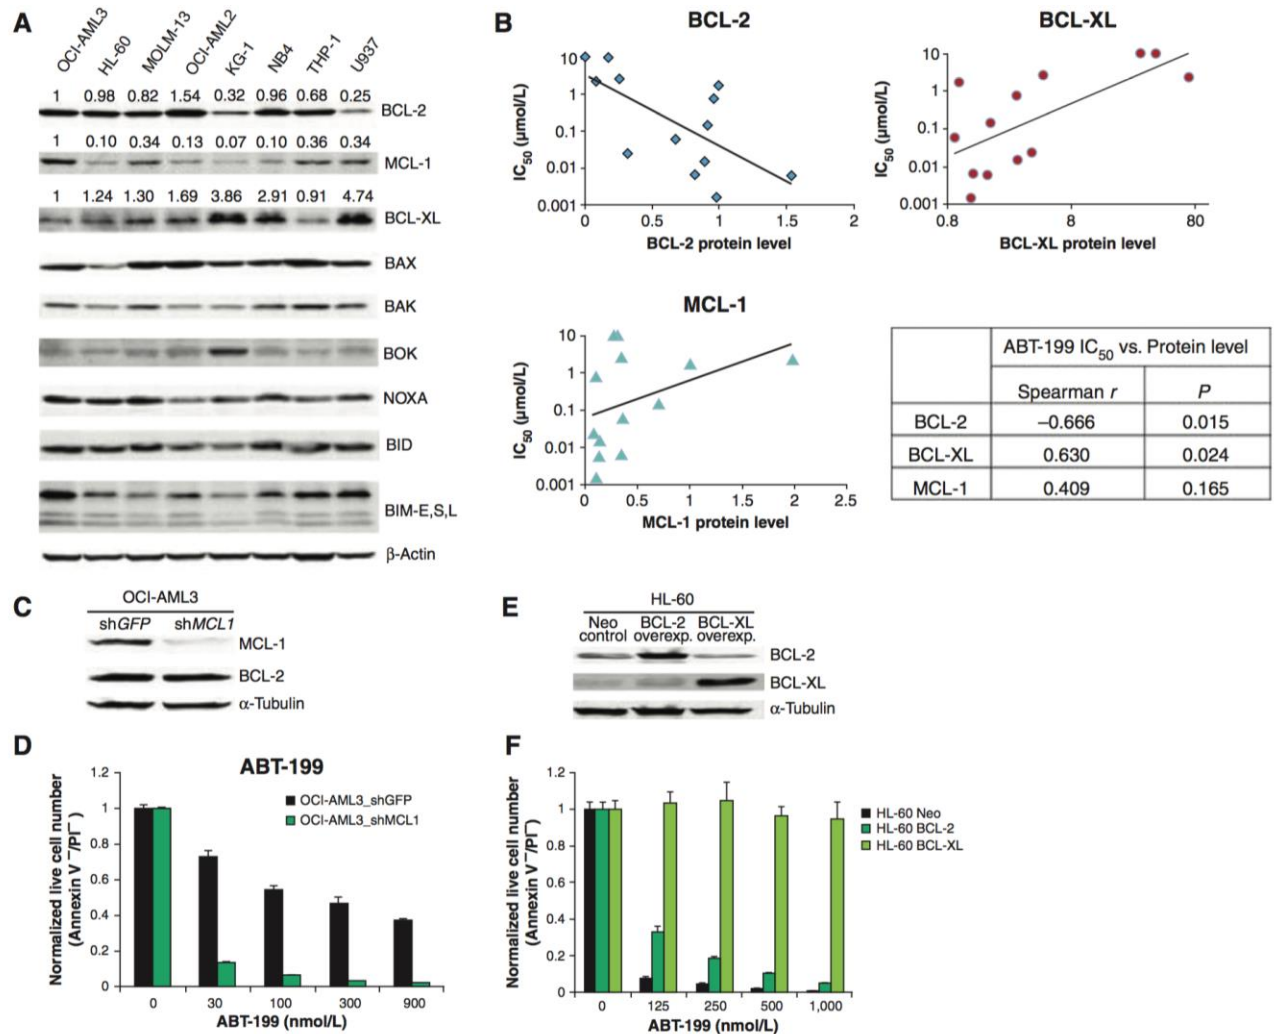 A
OCI-AML3 HL-60 MOLM-13 OCI-AML2 KG-1 NB4 THP-1 U937
1 0.98 0.82 1.54 0.32 0.96 0.68 0.25
BCL-2
1 0.10 0.34 0.13 0.07 0.10 0.36 0.34
MCL-1
1 1.24 1.30 1.69 3.86 2.91 0.91 4.74
BCL-XL
BAX
BAK
BOK
NOXA
BID
BIM-E,S,L
β-Actin
B
BCL-2
IC50 (µmol/L)
10
1
0.1
0.01
0.001
0 0.5 1 1.5 2
BCL-2 protein level
BCL-XL
IC50 (µmol/L)
10
1
0.1
0.01
0.001
0.8 8 80
BCL-XL protein level
MCL-1
IC50 (µmol/L)
10
1
0.1
0.01
0.001
0 0.5 1 1.5 2 2.5
MCL-1 protein level
ABT-199 IC50 vs. Protein level
Spearman r P
BCL-2 –0.666 0.015
BCL-XL 0.630 0.024
MCL-1 0.409 0.165
C
OCI-AML3
shGFP shMCL1
MCL-1
BCL-2
α-Tubulin
D
ABT-199
Normalized live cell number
(Annexin V–/PI–)
1.2
1
0.8
0.6
0.4
0.2
0
OCI-AML3_shGFP
OCI-AML3_shMCL1
0 30 100 300 900
ABT-199 (nmol/L)
E
HL-60
Neo BCL-2 BCL-XL
control overexp. overexp.
BCL-2
BCL-XL
α-Tubulin
F
Normalized live cell number
(Annexin V–/PI–)
1.2
1
0.8
0.6
0.4
0.2
0
HL-60 Neo
HL-60 BCL-2
HL-60 BCL-XL
0 125 250 500 1,000
ABT-199 (nmol/L)